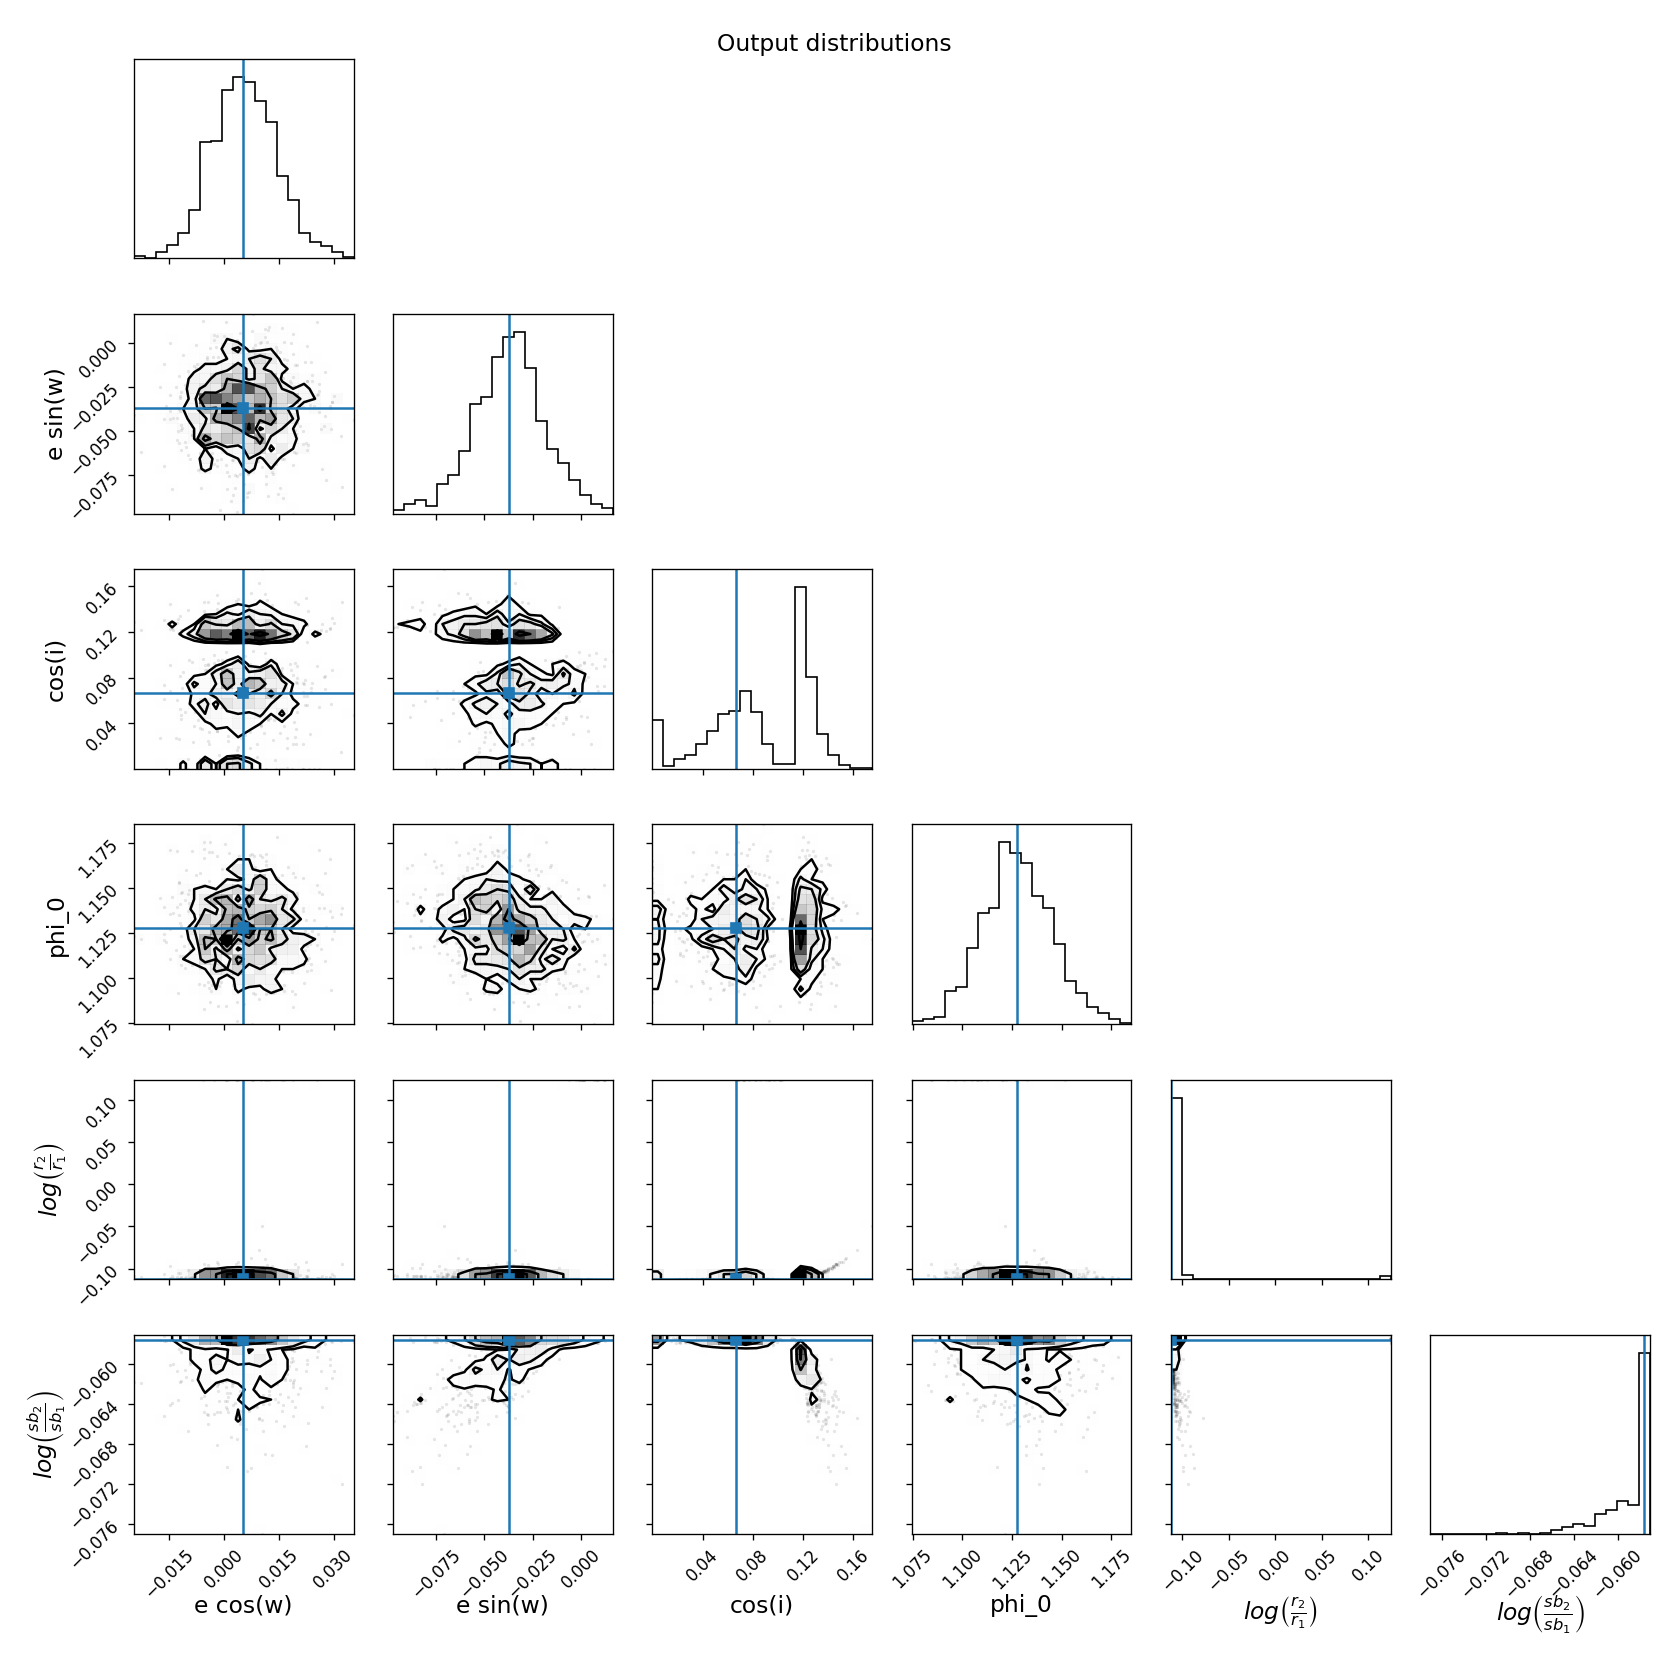 Output distributions
e sin(w)
0.000
−0.025
−0.050
−0.075
cos(i)
0.16
0.12
0.08
0.04
phi_0
1.175
1.150
1.125
1.100
1.075
log(r₂/r₁)
0.10
0.05
0.00
−0.05
−0.10
log(sb₂/sb₁)
−0.060
−0.064
−0.068
−0.072
−0.076
−0.015 0.000 0.015 0.030
e cos(w)
−0.075 −0.050 −0.025 0.000
e sin(w)
0.04 0.08 0.12 0.16
cos(i)
1.075 1.100 1.125 1.150 1.175
phi_0
−0.10 −0.05 0.00 0.05 0.10
log(r₂/r₁)
−0.076 −0.072 −0.068 −0.064 −0.060
log(sb₂/sb₁)